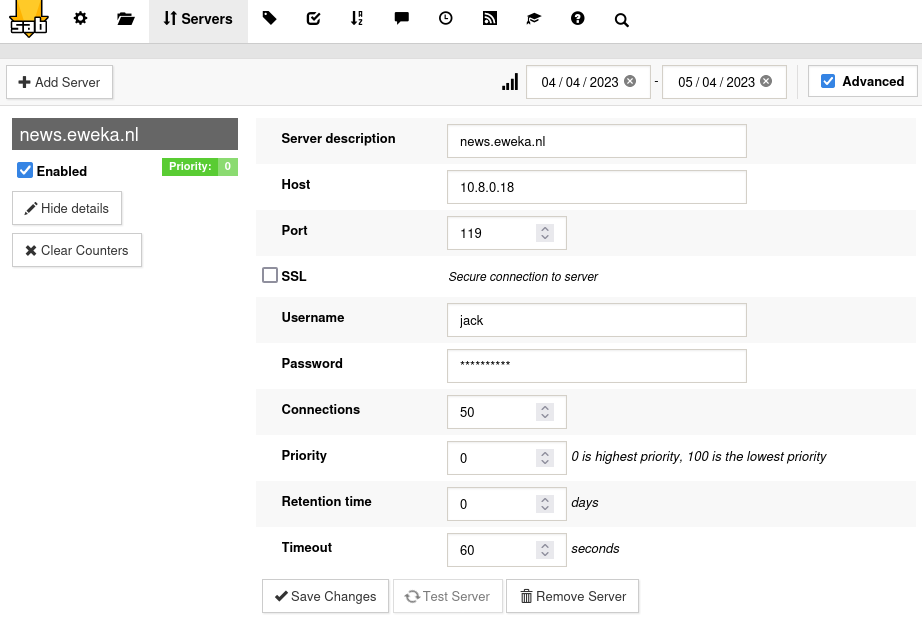 sab
Servers
Add Server
04 / 04 / 2023 - 05 / 04 / 2023
Advanced
news.eweka.nl
Enabled
Priority: 0
Hide details
Clear Counters
Server description
news.eweka.nl
Host
10.8.0.18
Port
119
SSL
Secure connection to server
Username
jack
Password
**********
Connections
50
Priority
0
0 is highest priority, 100 is the lowest priority
Retention time
0
days
Timeout
60
seconds
Save Changes
Test Server
Remove Server